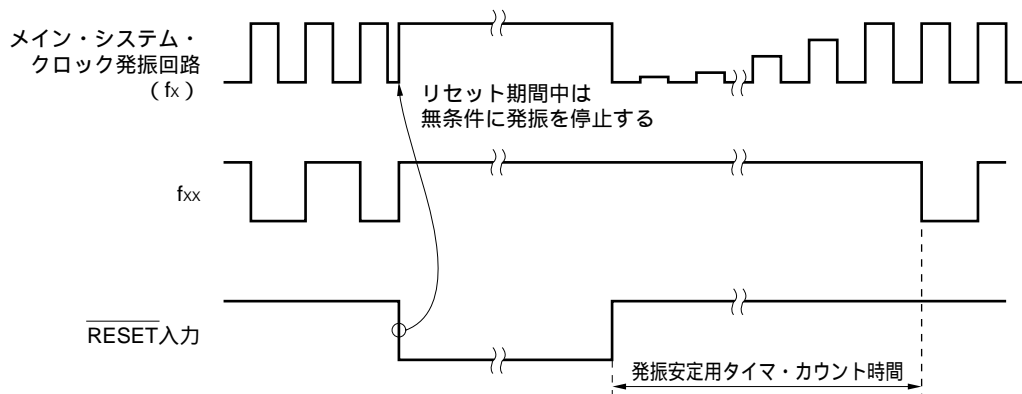 メイン・システム・
クロック発振回路
(fx)
リセット期間中は
無条件に発振を停止する
fxx
RESET入力
発振安定用タイマ・カウント時間